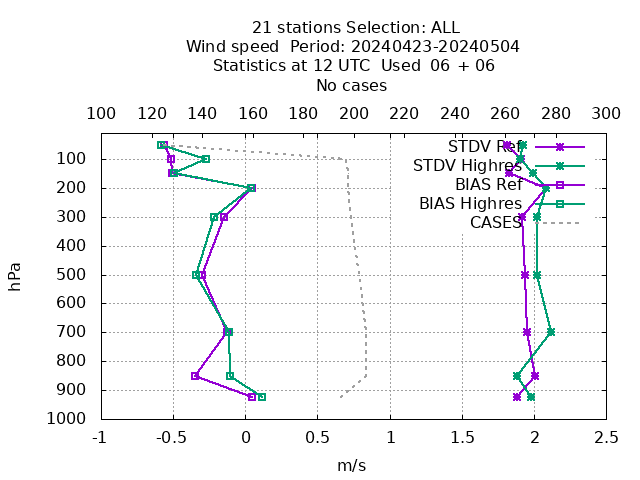 21 stations Selection: ALL
Wind speed  Period: 20240423-20240504
Statistics at 12 UTC  Used  06 + 06
No cases
100 120 140 160 180 200 220 240 260 280 300
STDV Ref
STDV Highres
BIAS Ref
BIAS Highres
CASES
100
200
300
400
500
600
700
800
900
1000
hPa
-1 -0.5 0 0.5 1 1.5 2 2.5
m/s